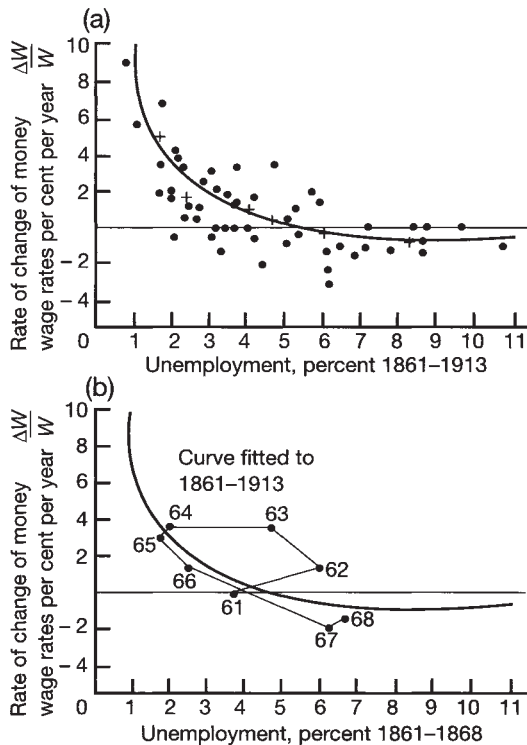 (a)
Rate of change of money
wage rates per cent per year
ΔW
W
10
8
6
4
2
− 2
− 4
0 1 2 3 4 5 6 7 8 9 10 11
Unemployment, percent 1861–1913
(b)
Rate of change of money
wage rates per cent per year
ΔW
W
10
8
6
4
2
− 2
− 4
Curve fitted to
1861–1913
64
63
65
66
62
61
68
67
0 1 2 3 4 5 6 7 8 9 10 11
Unemployment, percent 1861–1868